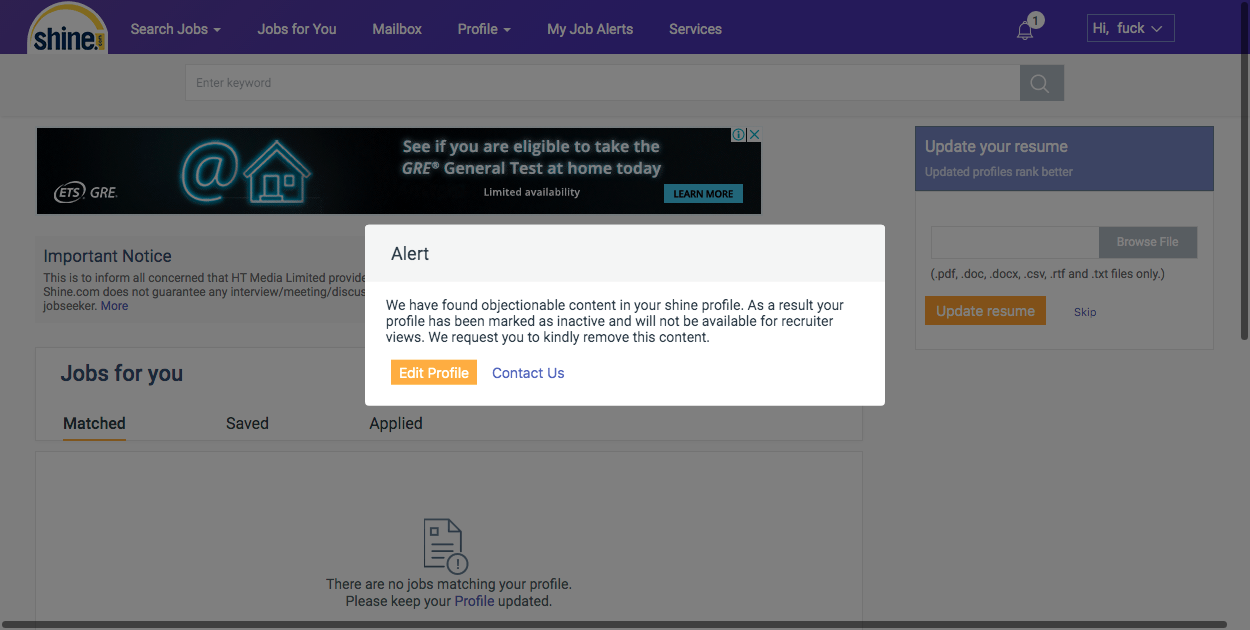 shine.com
Search Jobs
Jobs for You
Mailbox
Profile
My Job Alerts
Services
1
Hi, fuck
Enter keyword
See if you are eligible to take the
GRE® General Test at home today
Limited availability
LEARN MORE
ETS GRE.
Update your resume
Updated profiles rank better
Browse File
(.pdf, .doc, .docx, .csv, .rtf and .txt files only.)
Update resume
Skip
Important Notice
This is to inform all concerned that HT Media Limited provide
Shine.com does not guarantee any interview/meeting/discus
jobseeker. More
Alert
We have found objectionable content in your shine profile. As a result your
profile has been marked as inactive and will not be available for recruiter
views. We request you to kindly remove this content.
Edit Profile
Contact Us
Jobs for you
Matched
Saved
Applied
There are no jobs matching your profile.
Please keep your Profile updated.